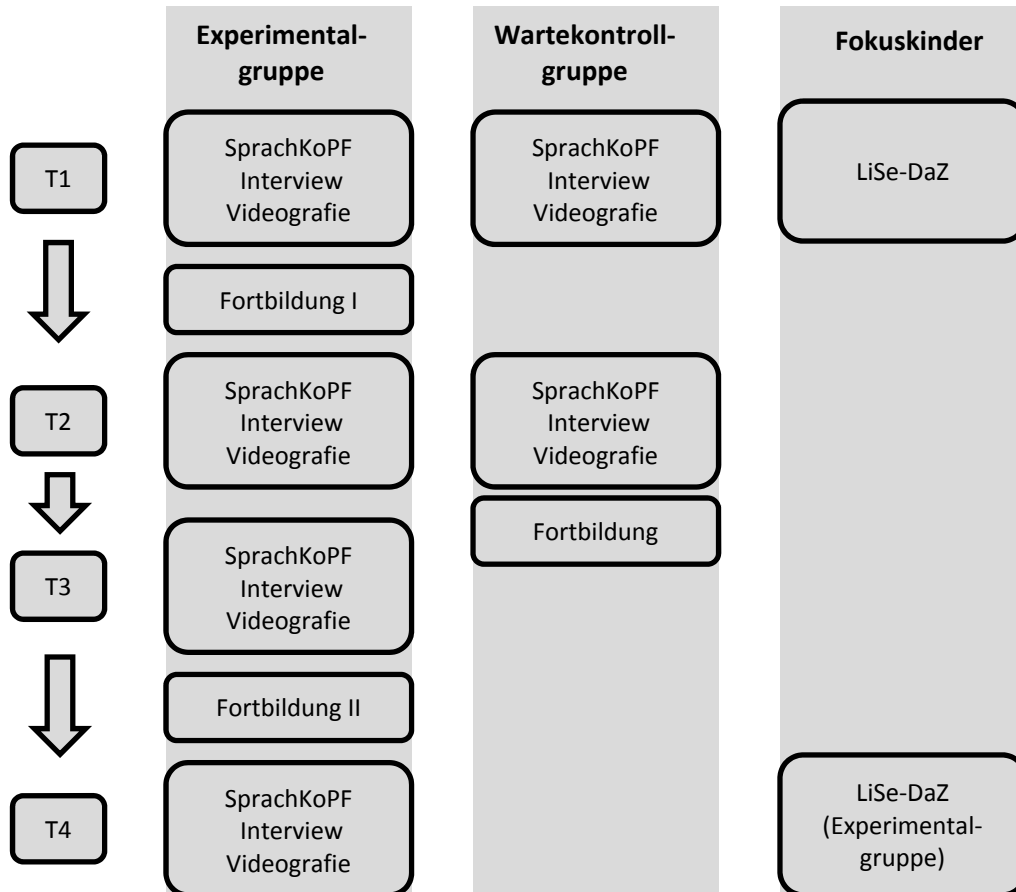 Experimental-
gruppe
Wartekontroll-
gruppe
Fokuskinder
T1
SprachKoPF
Interview
Videografie
SprachKoPF
Interview
Videografie
LiSe-DaZ
Fortbildung I
T2
SprachKoPF
Interview
Videografie
SprachKoPF
Interview
Videografie
Fortbildung
T3
SprachKoPF
Interview
Videografie
Fortbildung II
T4
SprachKoPF
Interview
Videografie
LiSe-DaZ
(Experimental-
gruppe)